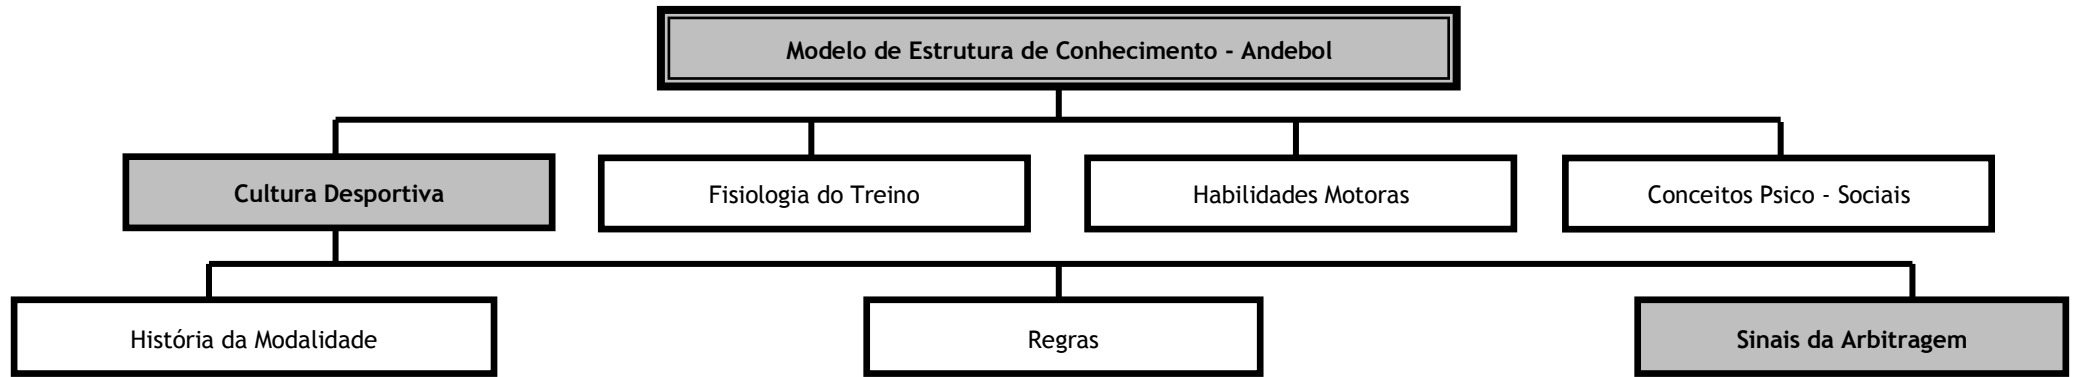 Modelo de Estrutura de Conhecimento - Andebol
Cultura Desportiva
Fisiologia do Treino
Habilidades Motoras
Conceitos Psico - Sociais
História da Modalidade
Regras
Sinais da Arbitragem